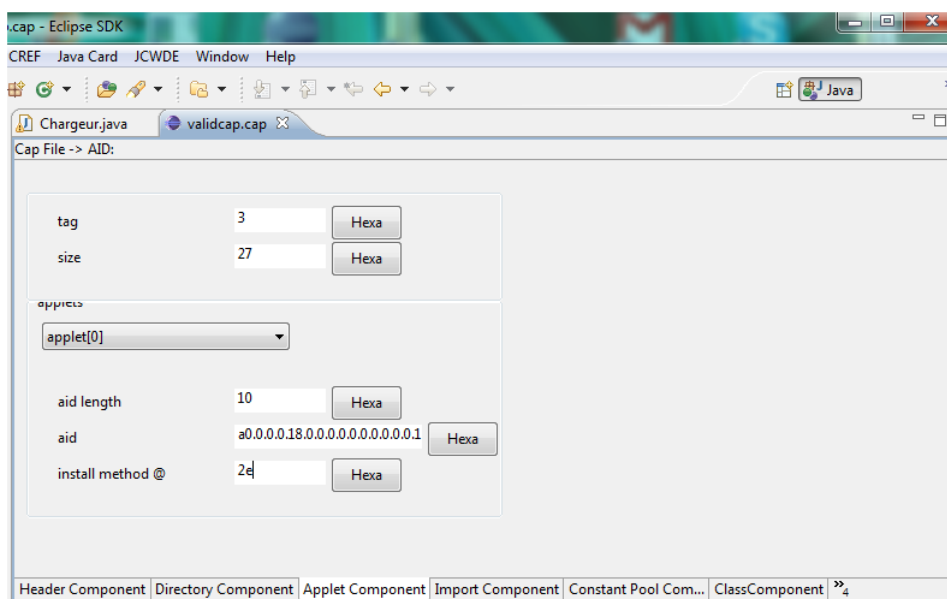 .cap - Eclipse SDK
CREF Java Card JCWDE Window Help
Java
Chargeur.java validcap.cap
Cap File -> AID:
tag 3 Hexa
size 27 Hexa
applets
applet[0]
aid length 10 Hexa
aid a0.0.0.0.18.0.0.0.0.0.0.0.0.0.0.1 Hexa
install method @ 2e Hexa
Header Component Directory Component Applet Component Import Component Constant Pool Com... ClassComponent »4